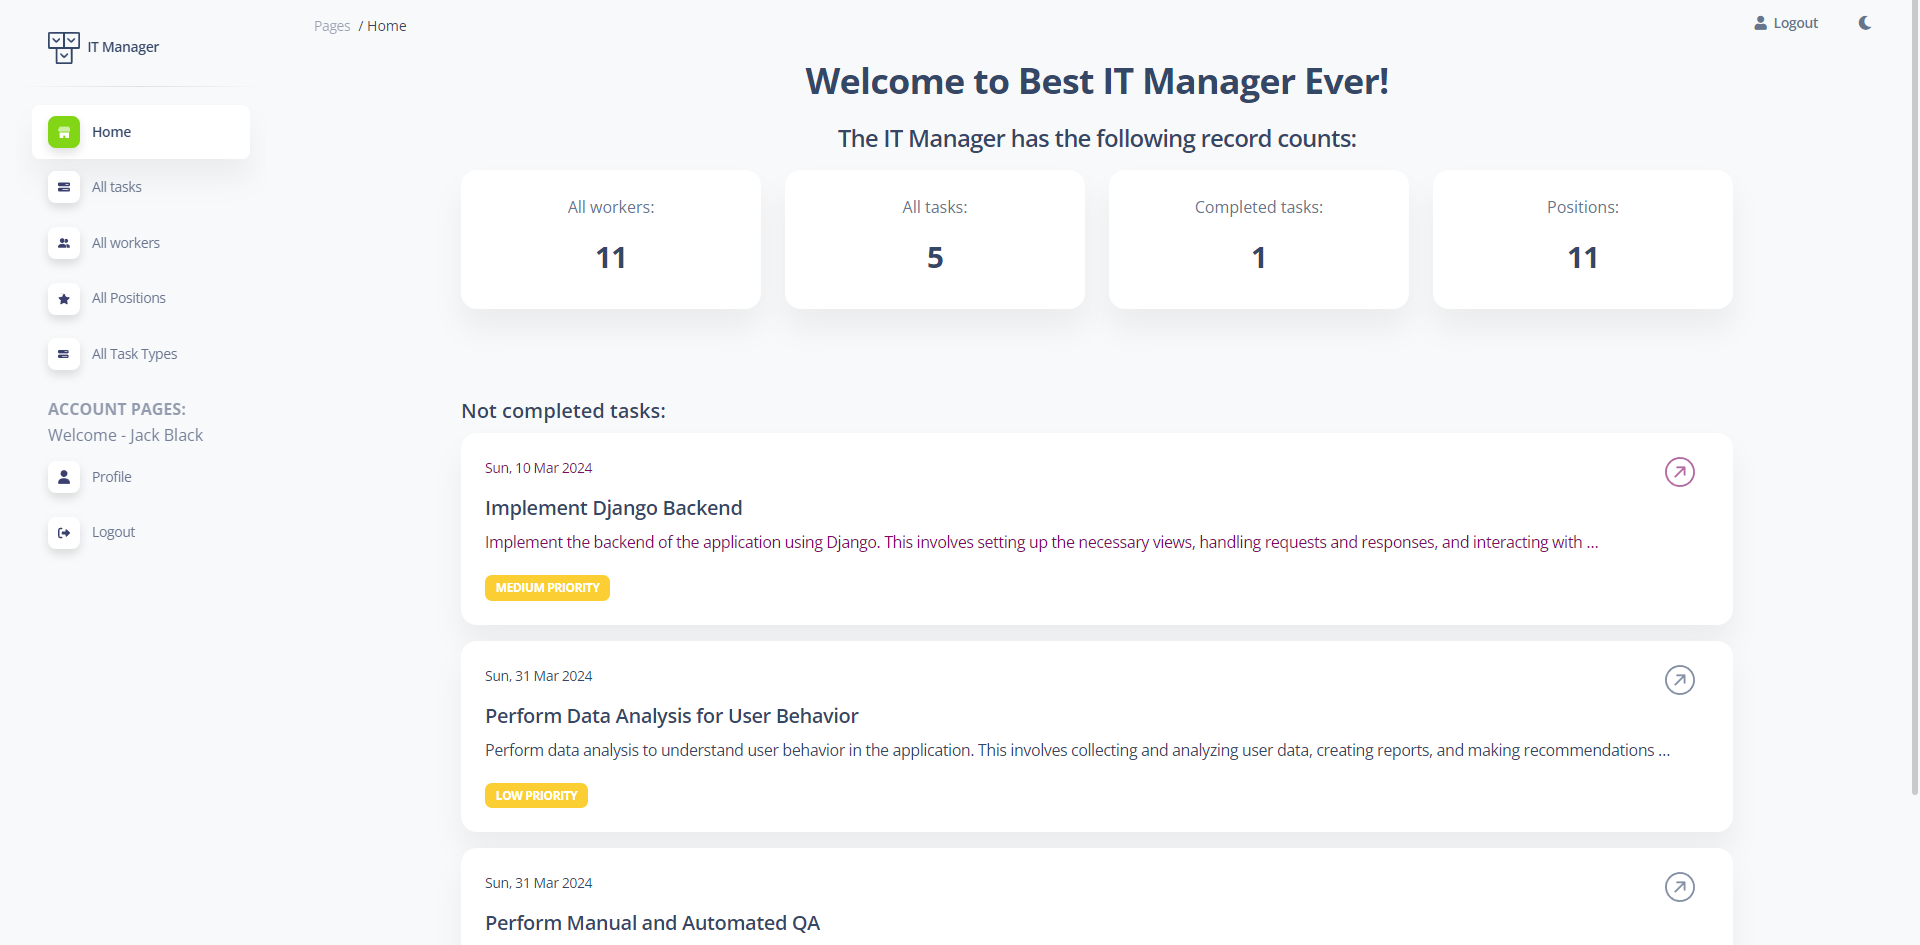 IT Manager
Home
All tasks
All workers
All Positions
All Task Types
ACCOUNT PAGES:
Welcome - Jack Black
Profile
Logout
Pages / Home
Logout
Welcome to Best IT Manager Ever!
The IT Manager has the following record counts:
All workers:
11
All tasks:
5
Completed tasks:
1
Positions:
11
Not completed tasks:
Sun, 10 Mar 2024
Implement Django Backend
Implement the backend of the application using Django. This involves setting up the necessary views, handling requests and responses, and interacting with ...
MEDIUM PRIORITY
Sun, 31 Mar 2024
Perform Data Analysis for User Behavior
Perform data analysis to understand user behavior in the application. This involves collecting and analyzing user data, creating reports, and making recommendations ...
LOW PRIORITY
Sun, 31 Mar 2024
Perform Manual and Automated QA